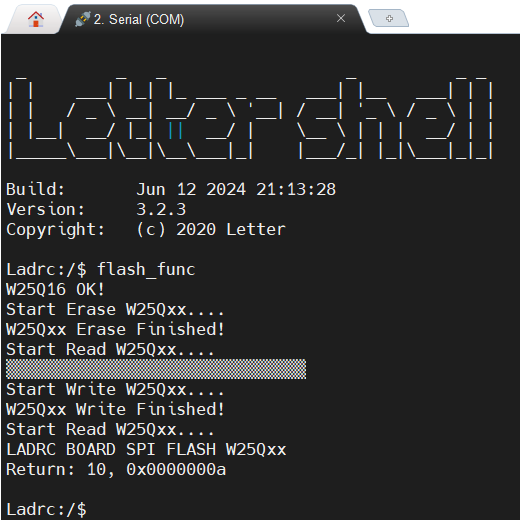 2. Serial (COM)
Letter shell
Build:       Jun 12 2024 21:13:28
Version:     3.2.3
Copyright:   (c) 2020 Letter
Ladrc:/$ flash_func
W25Q16 OK!
Start Erase W25Qxx....
W25Qxx Erase Finished!
Start Read W25Qxx....
▒▒▒▒▒▒▒▒▒▒▒▒▒▒▒▒▒▒▒▒▒▒▒▒▒▒▒▒▒▒
Start Write W25Qxx....
W25Qxx Write Finished!
Start Read W25Qxx....
LADRC BOARD SPI FLASH W25Qxx
Return: 10, 0x0000000a
Ladrc:/$